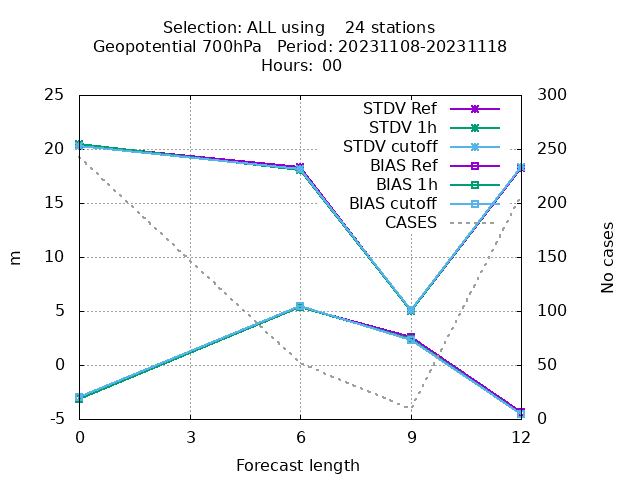 Selection: ALL using    24 stations
Geopotential 700hPa   Period: 20231108-20231118
Hours: 00
25
20
15
10
5
0
-5
m
300
250
200
150
100
50
0
No cases
STDV Ref
STDV 1h
STDV cutoff
BIAS Ref
BIAS 1h
BIAS cutoff
CASES
0 3 6 9 12
Forecast length